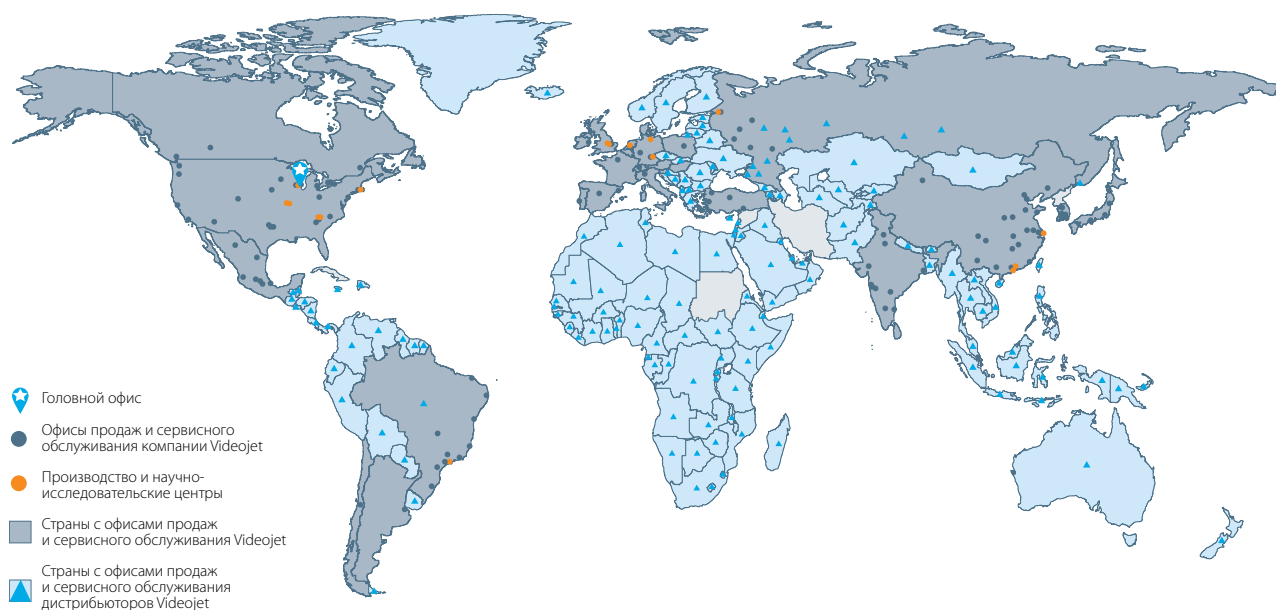 Головной офис
Офисы продаж и сервисного
обслуживания компании Videojet
Производство и научно-
исследовательские центры
Страны с офисами продаж
и сервисного обслуживания Videojet
Страны с офисами продаж
и сервисного обслуживания
дистрибьюторов Videojet